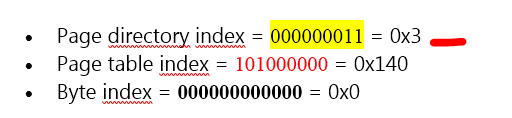 • Page directory index = 000000011 = 0x3
• Page table index = 101000000 = 0x140
• Byte index = 000000000000 = 0x0